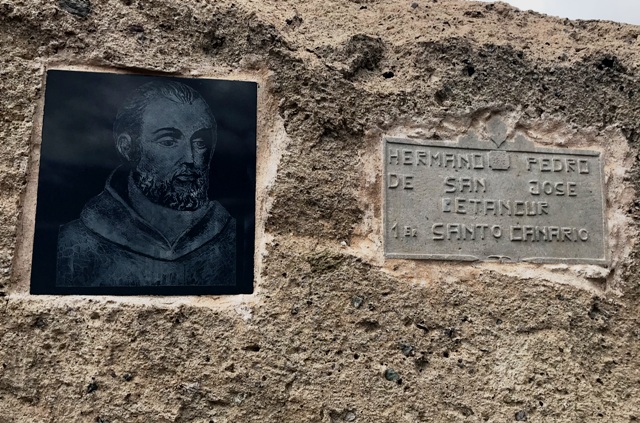 HERMANO PEDRO
DE SAN JOSE
BETANCUR
1ER SANTO CANARIO